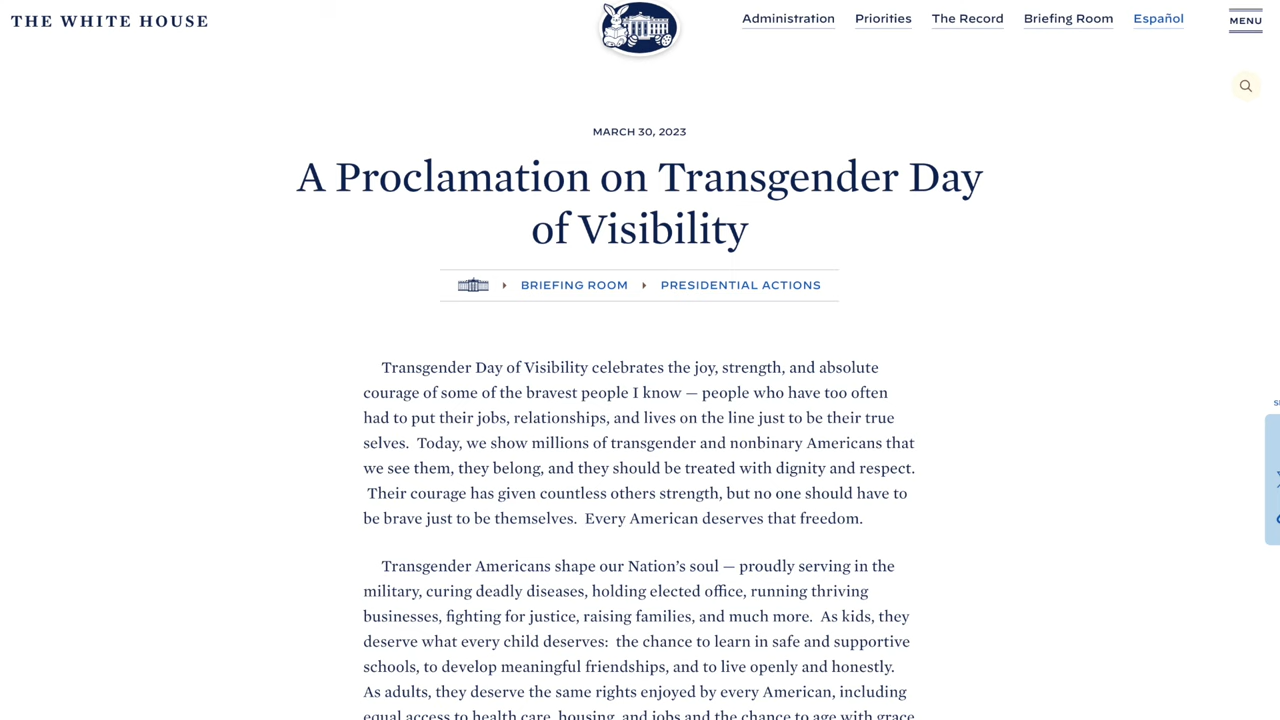 THE WHITE HOUSE
Administration Priorities The Record Briefing Room Español MENU
MARCH 30, 2023
A Proclamation on Transgender Day
of Visibility
BRIEFING ROOM PRESIDENTIAL ACTIONS
Transgender Day of Visibility celebrates the joy, strength, and absolute
courage of some of the bravest people I know — people who have too often
had to put their jobs, relationships, and lives on the line just to be their true
selves.  Today, we show millions of transgender and nonbinary Americans that
we see them, they belong, and they should be treated with dignity and respect.
Their courage has given countless others strength, but no one should have to
be brave just to be themselves.  Every American deserves that freedom.
Transgender Americans shape our Nation’s soul — proudly serving in the
military, curing deadly diseases, holding elected office, running thriving
businesses, fighting for justice, raising families, and much more.  As kids, they
deserve what every child deserves:  the chance to learn in safe and supportive
schools, to develop meaningful friendships, and to live openly and honestly.
As adults, they deserve the same rights enjoyed by every American, including
equal access to health care, housing, and jobs and the chance to age with grace